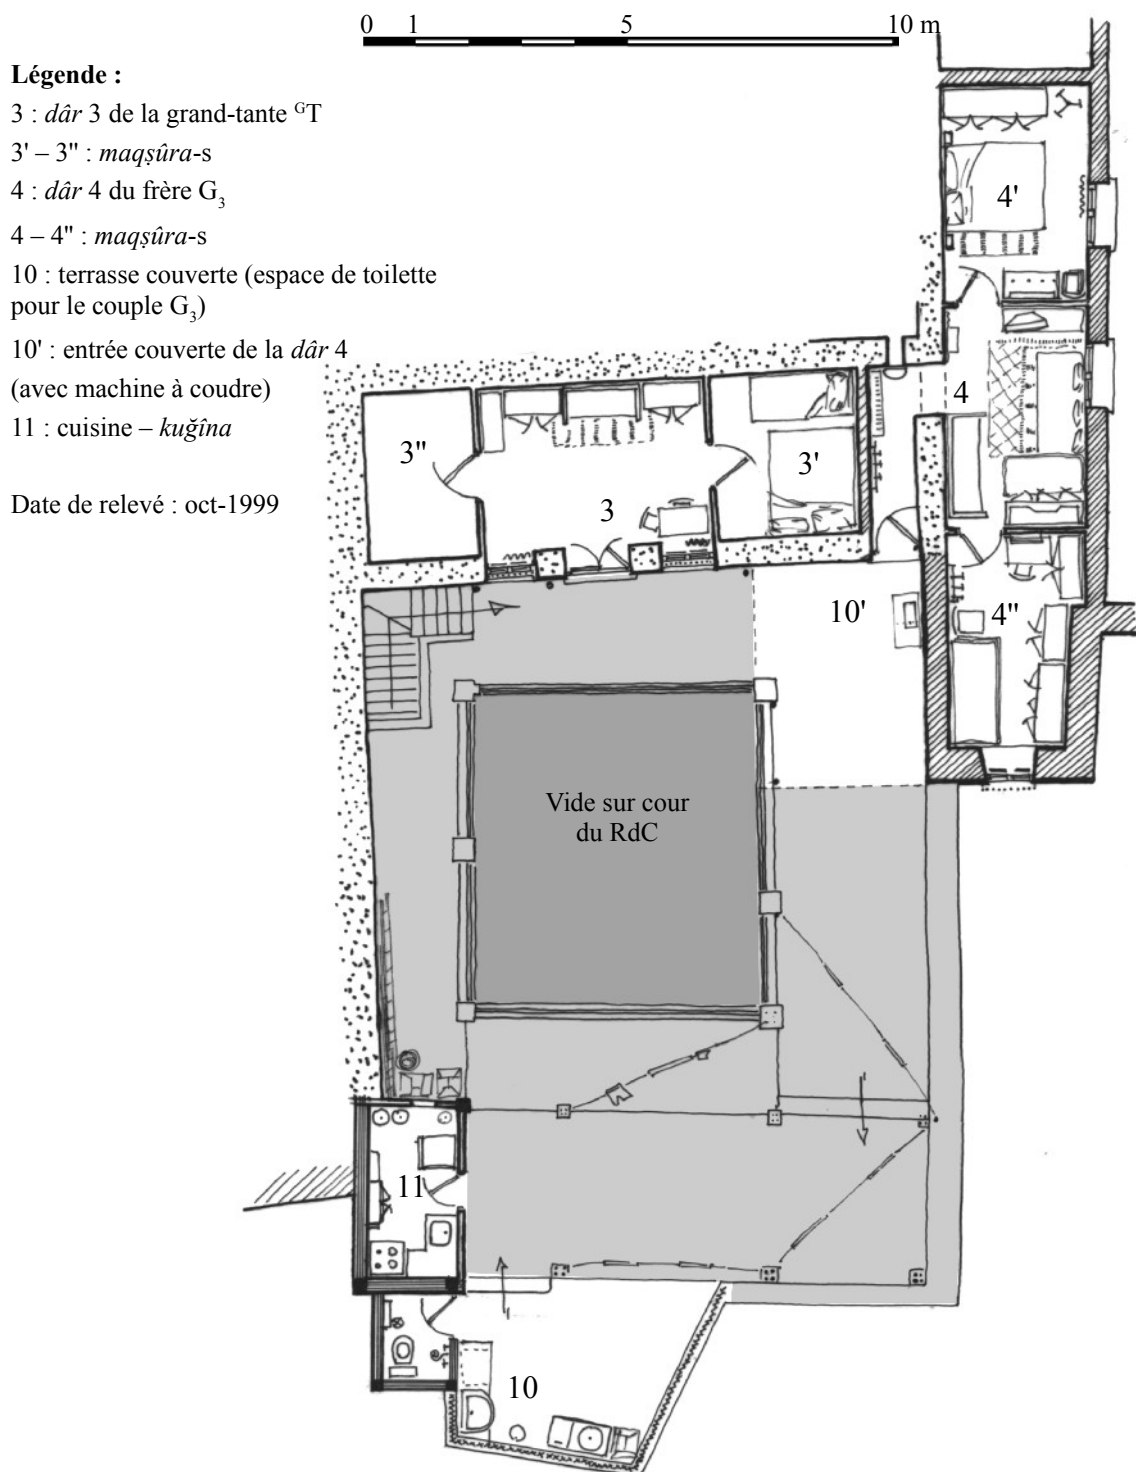 0 1 5 10 m
Légende :
3 : dâr 3 de la grand-tante ᴳT
3' – 3" : maqṣûra-s
4 : dâr 4 du frère G₃
4 – 4" : maqṣûra-s
10 : terrasse couverte (espace de toilette
pour le couple G₃)
10' : entrée couverte de la dâr 4
(avec machine à coudre)
11 : cuisine – kuğîna
Date de relevé : oct-1999
4'
4
3"
3'
3
10'
4"
Vide sur cour
du RdC
11
10